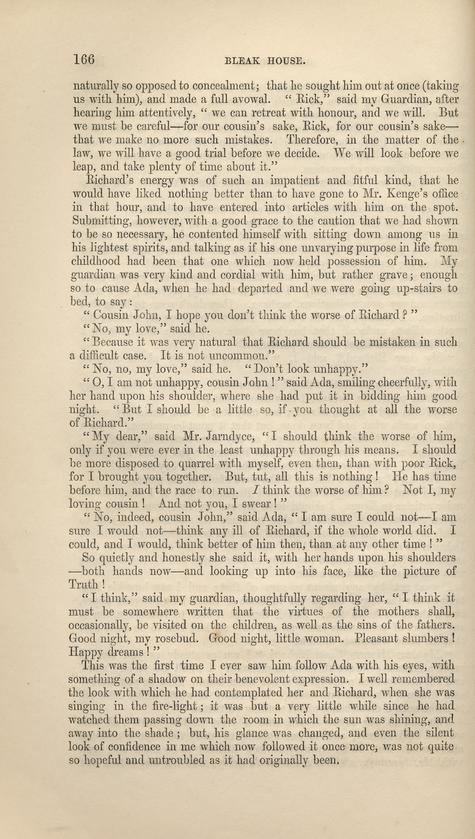 166
BLEAK HOUSE.
naturally so opposed to concealment; that he sought him out at once (taking
us with him), and made a full avowal. “ Rick,” said my Guardian, after
hearing him attentively, “ we can retreat with honour, and we will. But
we must be careful—for our cousin's sake, Rick, for our cousin's sake—
that we make no more such mistakes. Therefore, in the matter of the
law, we will have a good trial before we decide. We will look before we
leap, and take plenty of time about it.”
Richard's energy was of such an impatient and fitful kind, that he
would have liked nothing better than to have gone to Mr. Kenge's office
in that hour, and to have entered into articles with him on the spot.
Submitting, however, with a good grace to the caution that we had shown
to be so necessary, he contented himself with sitting down among us in
his lightest spirits, and talking as if his one unvarying purpose in life from
childhood had been that one which now held possession of him. My
guardian was very kind and cordial with him, but rather grave; enough
so to cause Ada, when he had departed and we were going up-stairs to
bed, to say:
“ Cousin John, I hope you don't think the worse of Richard ? ”
“ No, my love,” said he.
“ Because it was very natural that Richard should be mistaken in such
a difficult case. It is not uncommon.”
“ No, no, my love,” said he. “ Don't look unhappy.”
“ O, I am not unhappy, cousin John ! ” said Ada, smiling cheerfully, with
her hand upon his shoulder, where she had put it in bidding him good
night. “ But I should be a little so, if you thought at all the worse
of Richard.”
“ My dear,” said Mr. Jarndyce, “ I should think the worse of him,
only if you were ever in the least unhappy through his means. I should
be more disposed to quarrel with myself, even then, than with poor Rick,
for I brought you together. But, tut, all this is nothing ! He has time
before him, and the race to run. I think the worse of him ? Not I, my
loving cousin ! And not you, I swear ! ”
“ No, indeed, cousin John,” said Ada, “ I am sure I could not—I am
sure I would not—think any ill of Richard, if the whole world did. I
could, and I would, think better of him then, than at any other time ! ”
So quietly and honestly she said it, with her hands upon his shoulders
—both hands now—and looking up into his face, like the picture of
Truth !
“ I think,” said my guardian, thoughtfully regarding her, “ I think it
must be somewhere written that the virtues of the mothers shall,
occasionally, be visited on the children, as well as the sins of the fathers.
Good night, my rosebud. Good night, little woman. Pleasant slumbers !
Happy dreams ! ”
This was the first time I ever saw him follow Ada with his eyes, with
something of a shadow on their benevolent expression. I well remembered
the look with which he had contemplated her and Richard, when she was
singing in the fire-light ; it was but a very little while since he had
watched them passing down the room in which the sun was shining, and
away into the shade ; but, his glance was changed, and even the silent
look of confidence in me which now followed it once more, was not quite
so hopeful and untroubled as it had originally been.